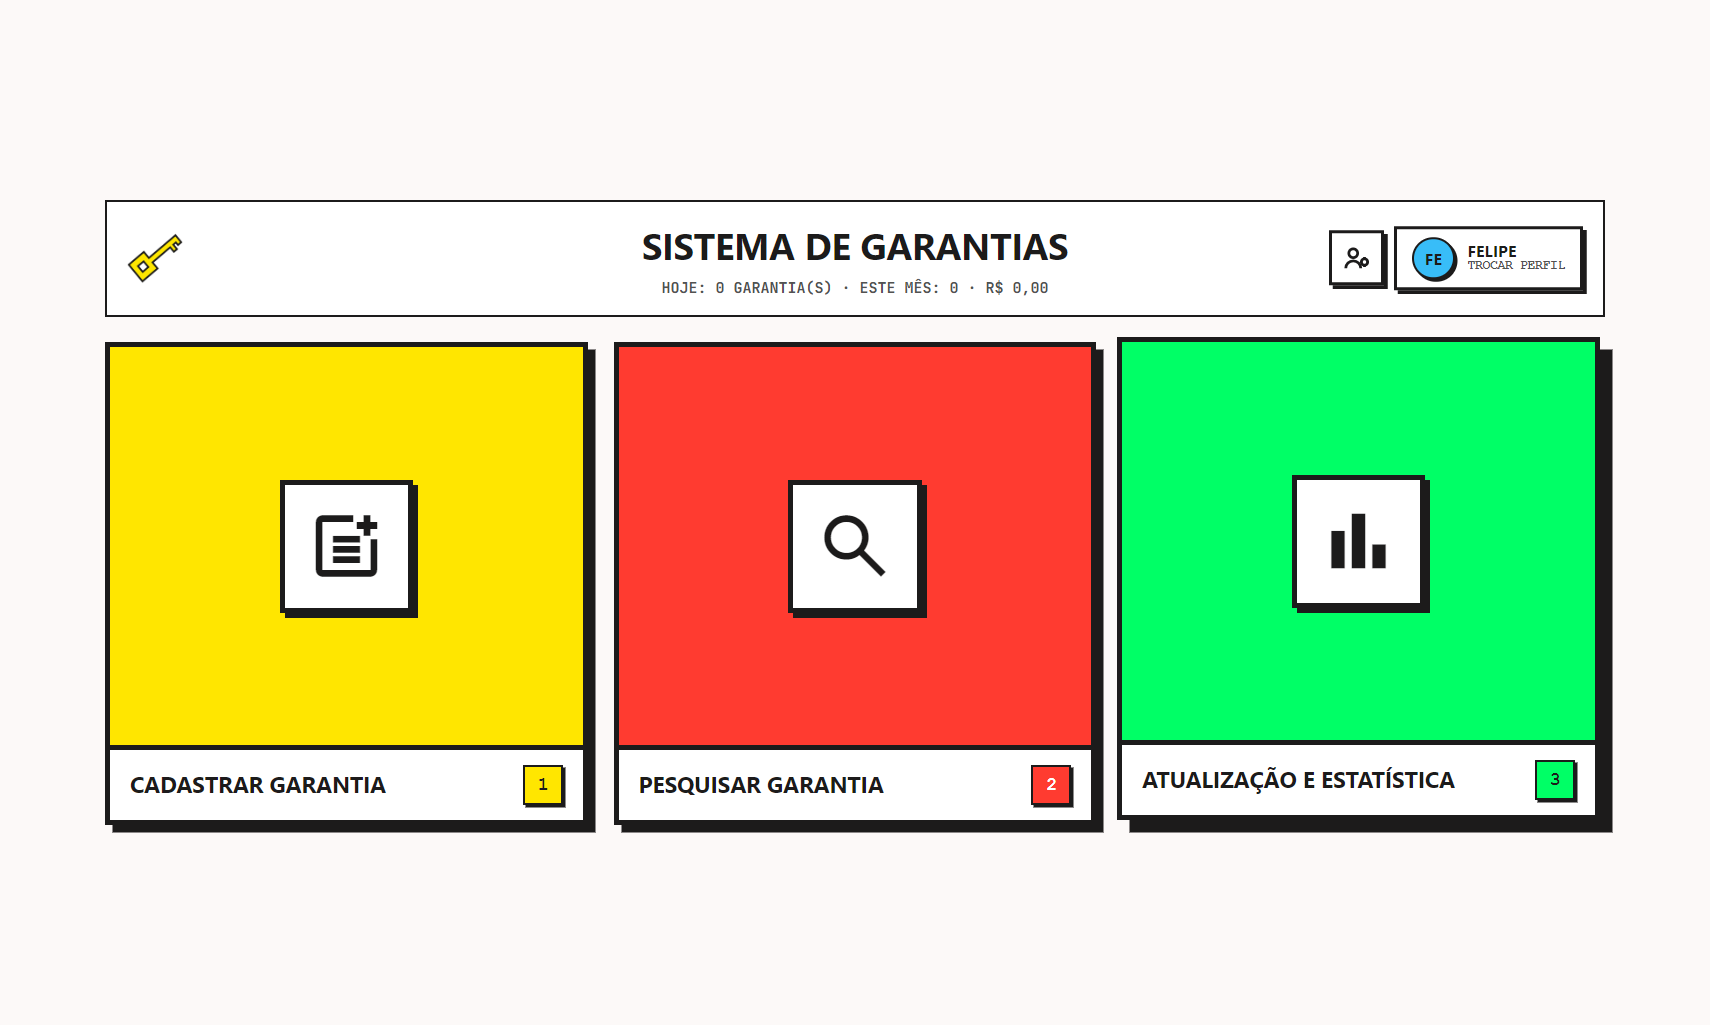 SISTEMA DE GARANTIAS
HOJE: 0 GARANTIA(S) · ESTE MÊS: 0 · R$ 0,00
FE
FELIPE
TROCAR PERFIL
CADASTRAR GARANTIA
1
PESQUISAR GARANTIA
2
ATUALIZAÇÃO E ESTATÍSTICA
3